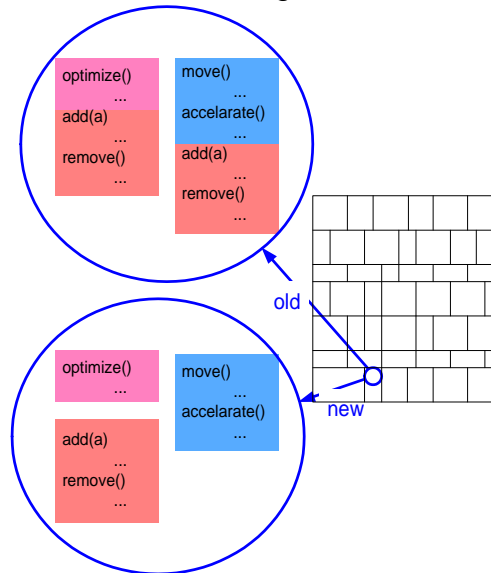 optimize()
...
add(a)
...
remove()
...
move()
...
accelarate()
...
add(a)
...
remove()
...
old
new
optimize()
...
add(a)
...
remove()
...
move()
...
accelarate()
...